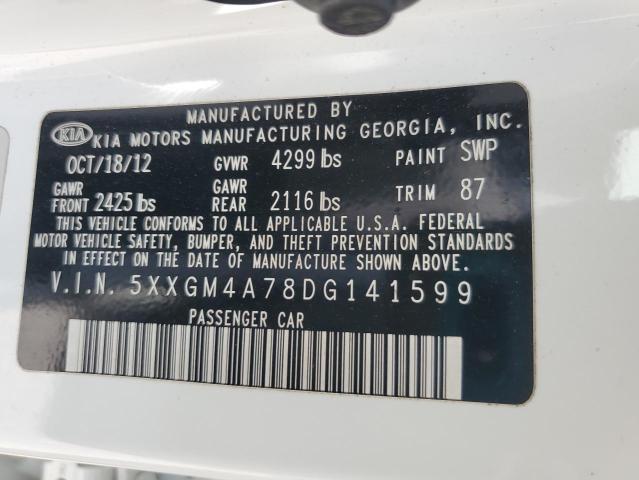 MANUFACTURED BY
KIA KIA MOTORS MANUFACTURING GEORGIA, INC.
OCT/18/12 GVWR 4299 lbs PAINT SWP
GAWR FRONT 2425 lbs GAWR REAR 2116 lbs TRIM 87
THIS VEHICLE CONFORMS TO ALL APPLICABLE U.S.A. FEDERAL
MOTOR VEHICLE SAFETY, BUMPER, AND THEFT PREVENTION STANDARDS
IN EFFECT ON THE DATE OF MANUFACTURE SHOWN ABOVE.
V.I.N. 5XXGM4A78DG141599
PASSENGER CAR